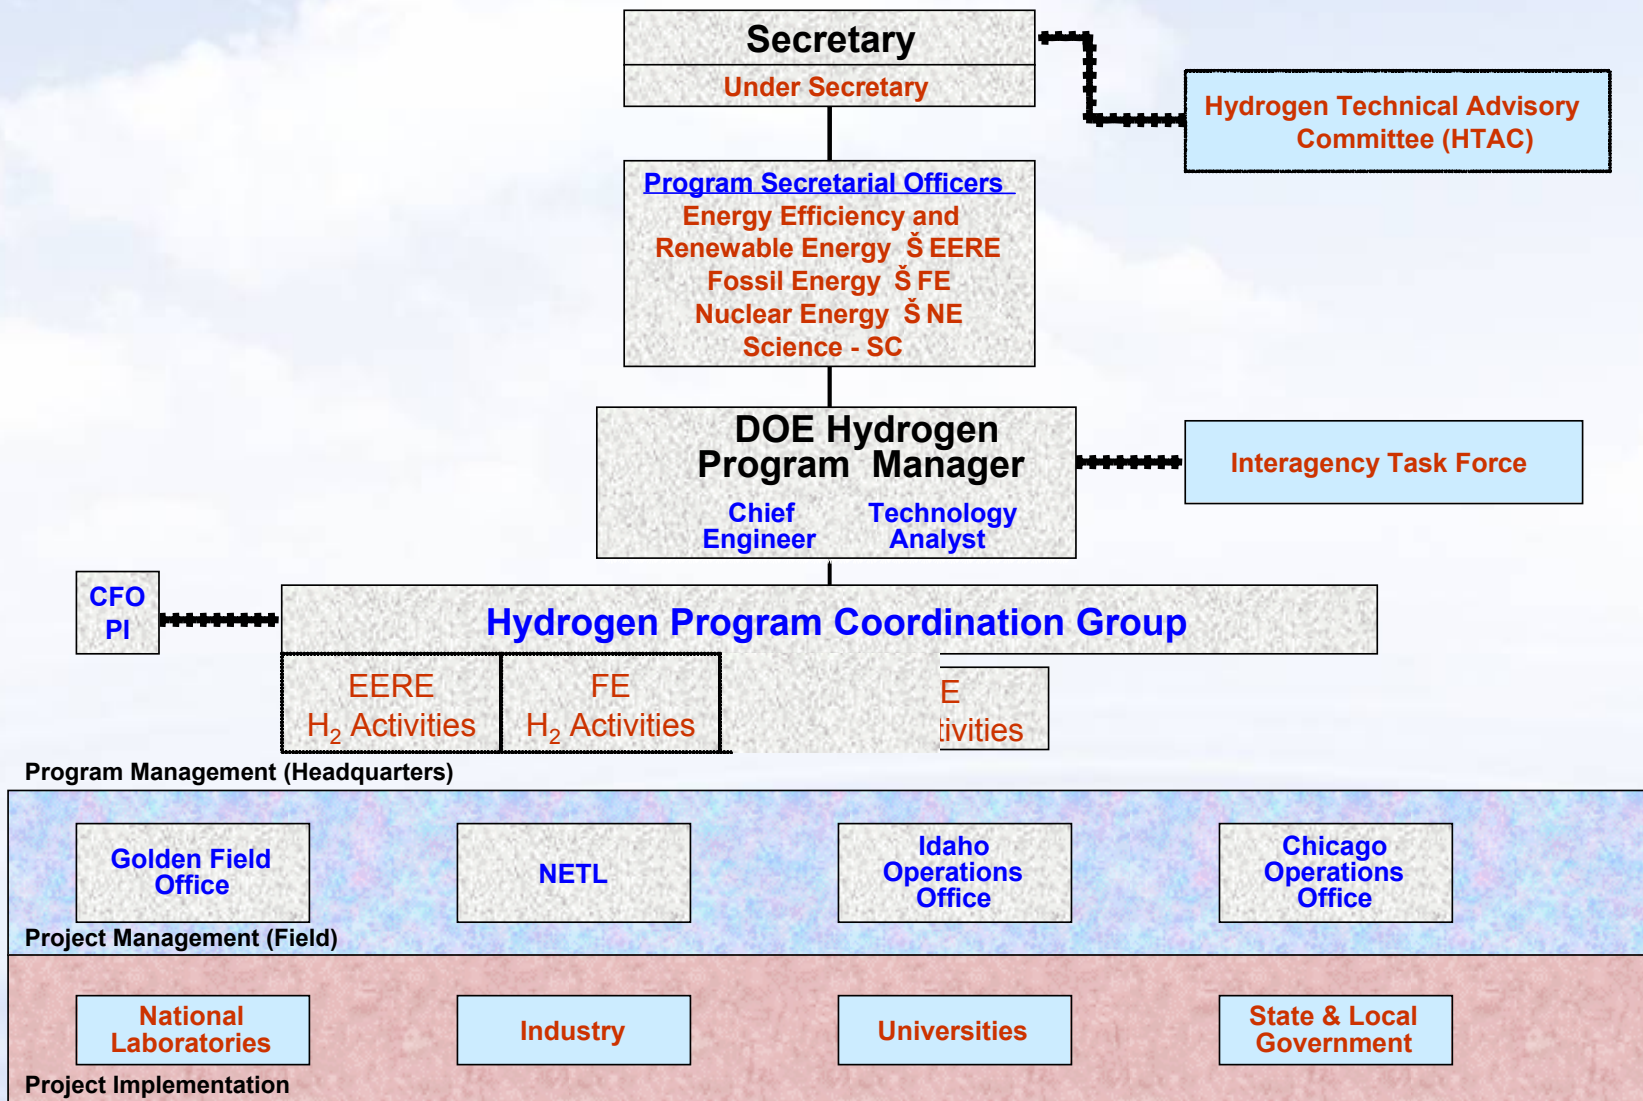 Secretary
Under Secretary
Hydrogen Technical Advisory
Committee (HTAC)
Program Secretarial Officers
Energy Efficiency and
Renewable Energy Š EERE
Fossil Energy Š FE
Nuclear Energy Š NE
Science - SC
DOE Hydrogen
Program Manager
Chief
Engineer
Technology
Analyst
Interagency Task Force
CFO
PI
Hydrogen Program Coordination Group
EERE
H₂ Activities
FE
H₂ Activities
E
tivities
Program Management (Headquarters)
Golden Field
Office
NETL
Idaho
Operations
Office
Chicago
Operations
Office
Project Management (Field)
National
Laboratories
Industry
Universities
State & Local
Government
Project Implementation